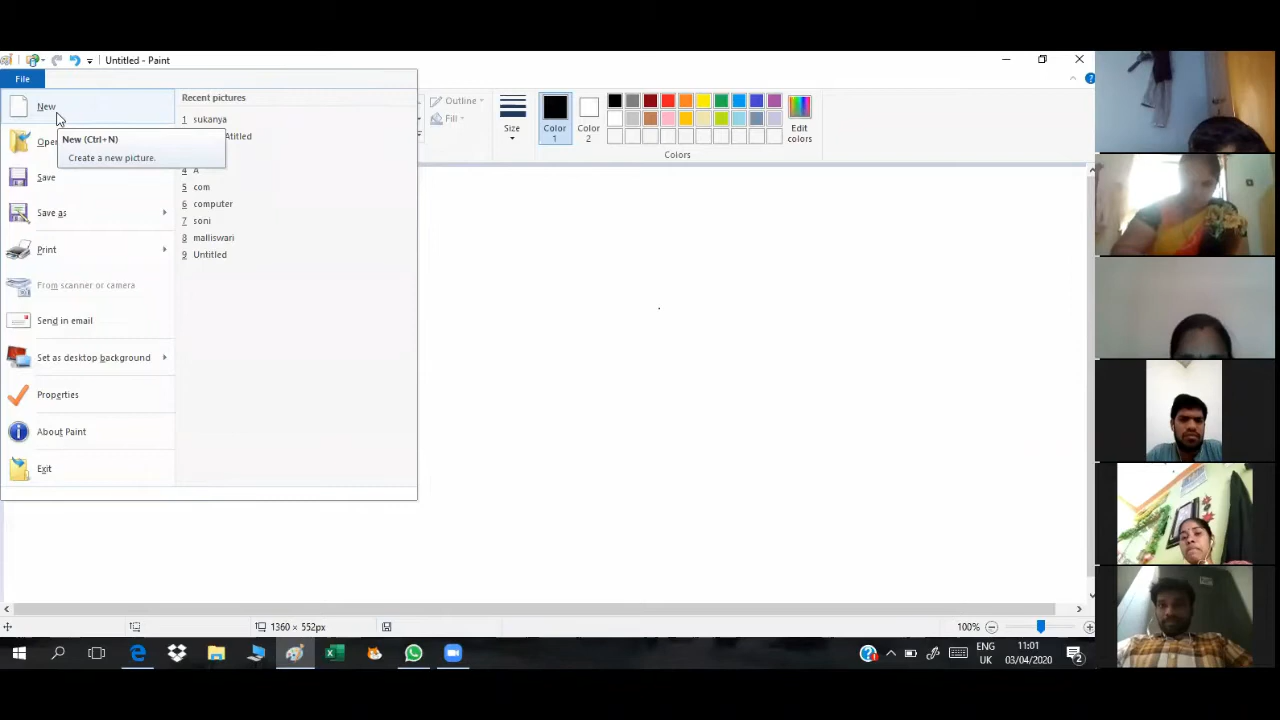 Untitled - Paint
File
New
Recent pictures
1 sukanya
New (Ctrl+N)
Create a new picture.
Open
Save
5 com
Save as
6 computer
7 soni
8 malliswari
Print
9 Untitled
From scanner or camera
Send in email
Set as desktop background
Properties
About Paint
Exit
Outline
Fill
Size
Color
1
Color
2
Edit
colors
Colors
1360 × 552px
100%
ENG
UK
11:01
03/04/2020
2